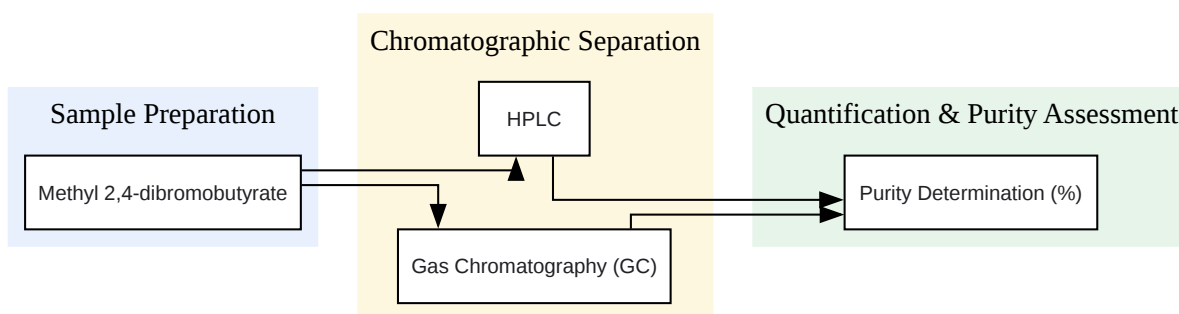 Sample Preparation
Methyl 2,4-dibromobutyrate
Chromatographic Separation
HPLC
Gas Chromatography (GC)
Quantification & Purity Assessment
Purity Determination (%)